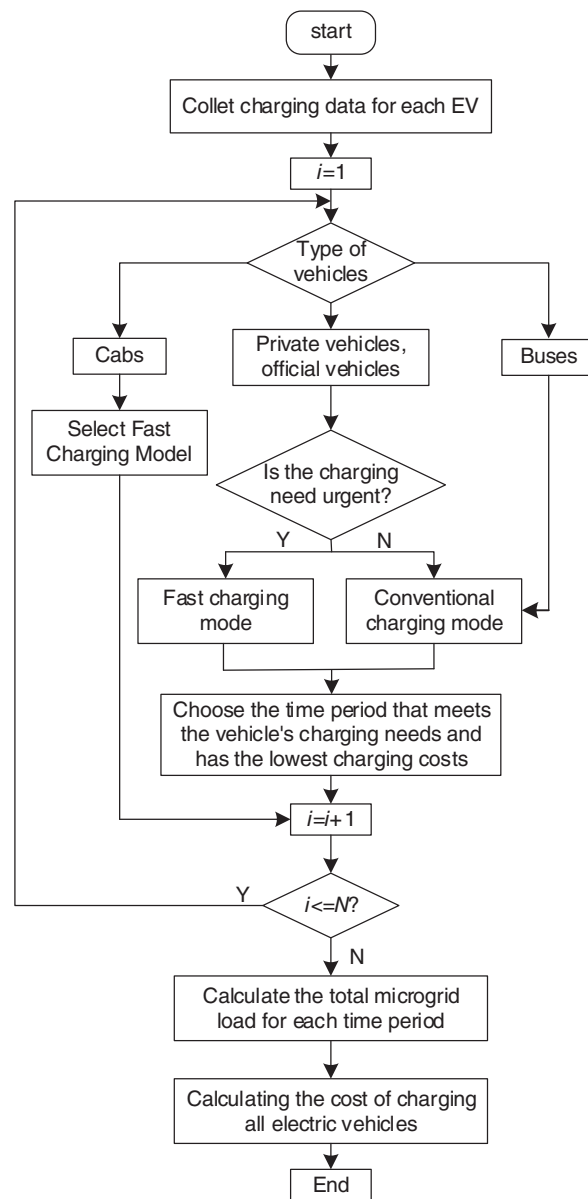 start
Collet charging data for each EV
i=1
Type of
vehicles
Cabs
Private vehicles,
official vehicles
Buses
Select Fast
Charging Model
Is the charging
need urgent?
Y
N
Fast charging
mode
Conventional
charging mode
Choose the time period that meets
the vehicle's charging needs and
has the lowest charging costs
i=i+1
Y
i<=N?
N
Calculate the total microgrid
load for each time period
Calculating the cost of charging
all electric vehicles
End